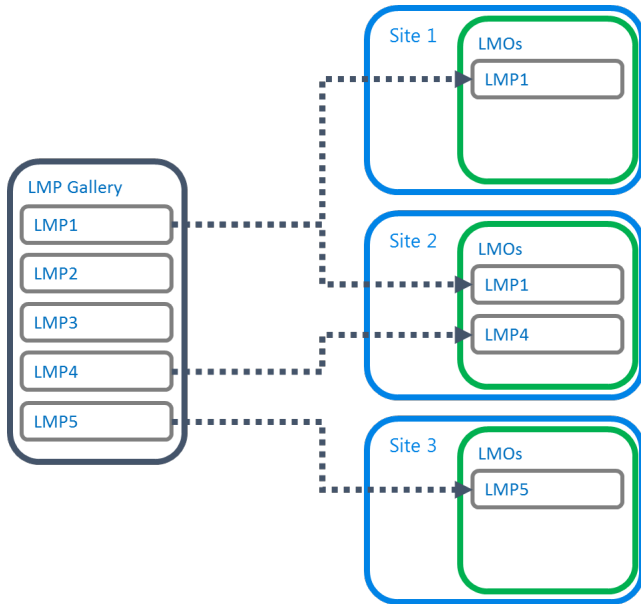 LMP Gallery
LMP1
LMP2
LMP3
LMP4
LMP5
Site 1
LMOs
LMP1
Site 2
LMOs
LMP1
LMP4
Site 3
LMOs
LMP5